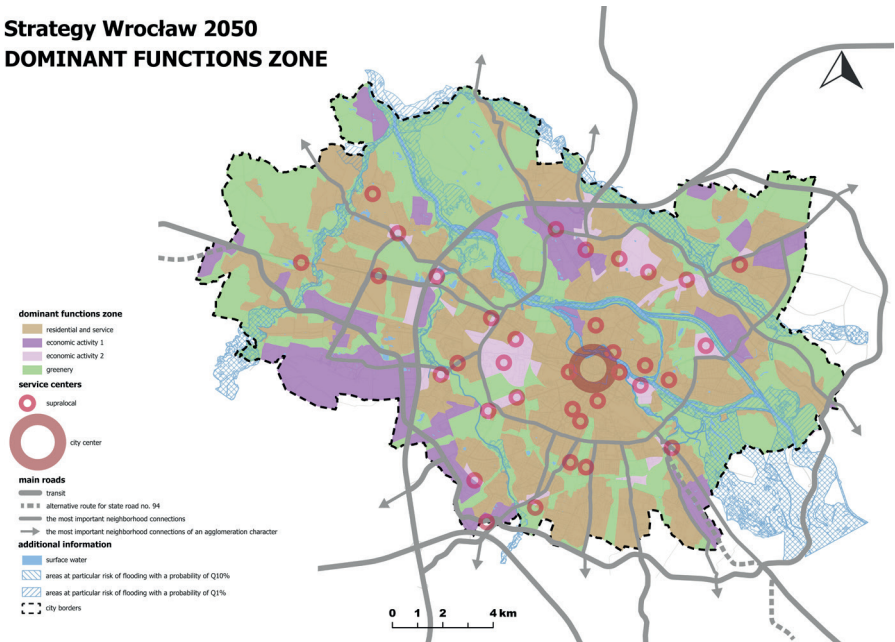 Strategy Wrocław 2050
DOMINANT FUNCTIONS ZONE
dominant functions zone
residential and service
economic activity 1
economic activity 2
greenery
service centers
supralocal
city center
main roads
transit
alternative route for state road no. 94
the most important neighborhood connections
the most important neighborhood connections of an agglomeration character
additional information
surface water
areas at particular risk of flooding with a probability of Q10%
areas at particular risk of flooding with a probability of Q1%
city borders
0 1 2 4 km